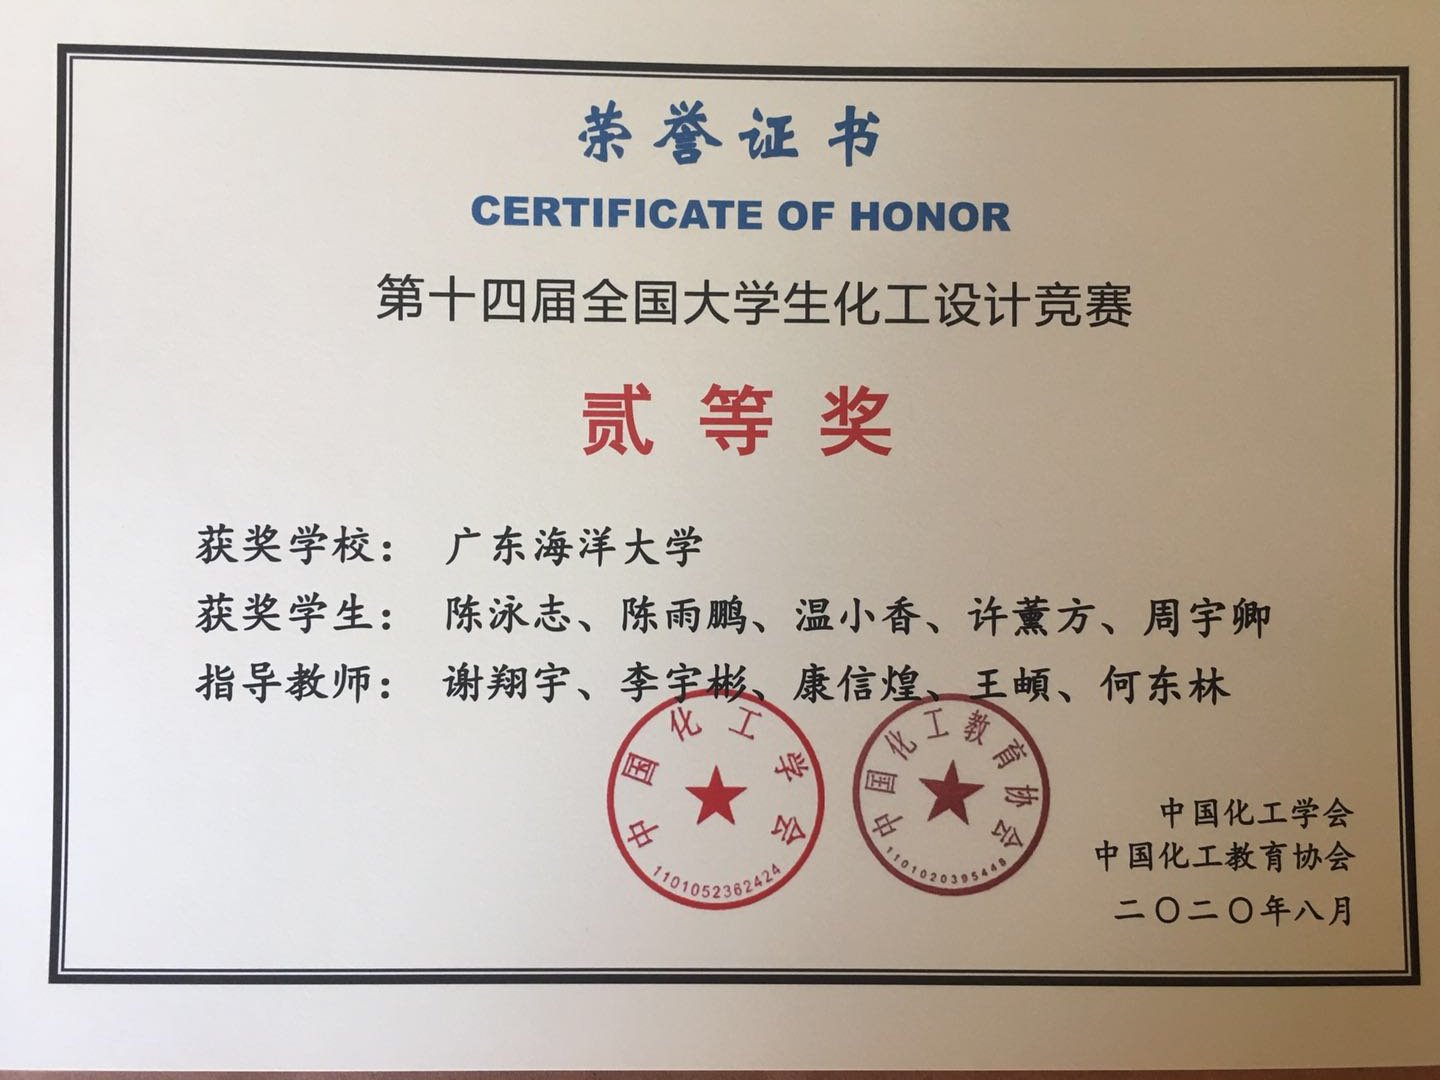 荣誉证书
CERTIFICATE OF HONOR
第十四届全国大学生化工设计竞赛
贰等奖
获奖学校： 广东海洋大学
获奖学生： 陈泳志、陈雨鹏、温小香、许薰方、周宇卿
指导教师： 谢翔宇、李宇彬、康信煌、王頔、何东林
中国化工学会
1101052362424
中国化工教育协会
1101020395448
中国化工学会
中国化工教育协会
二〇二〇年八月